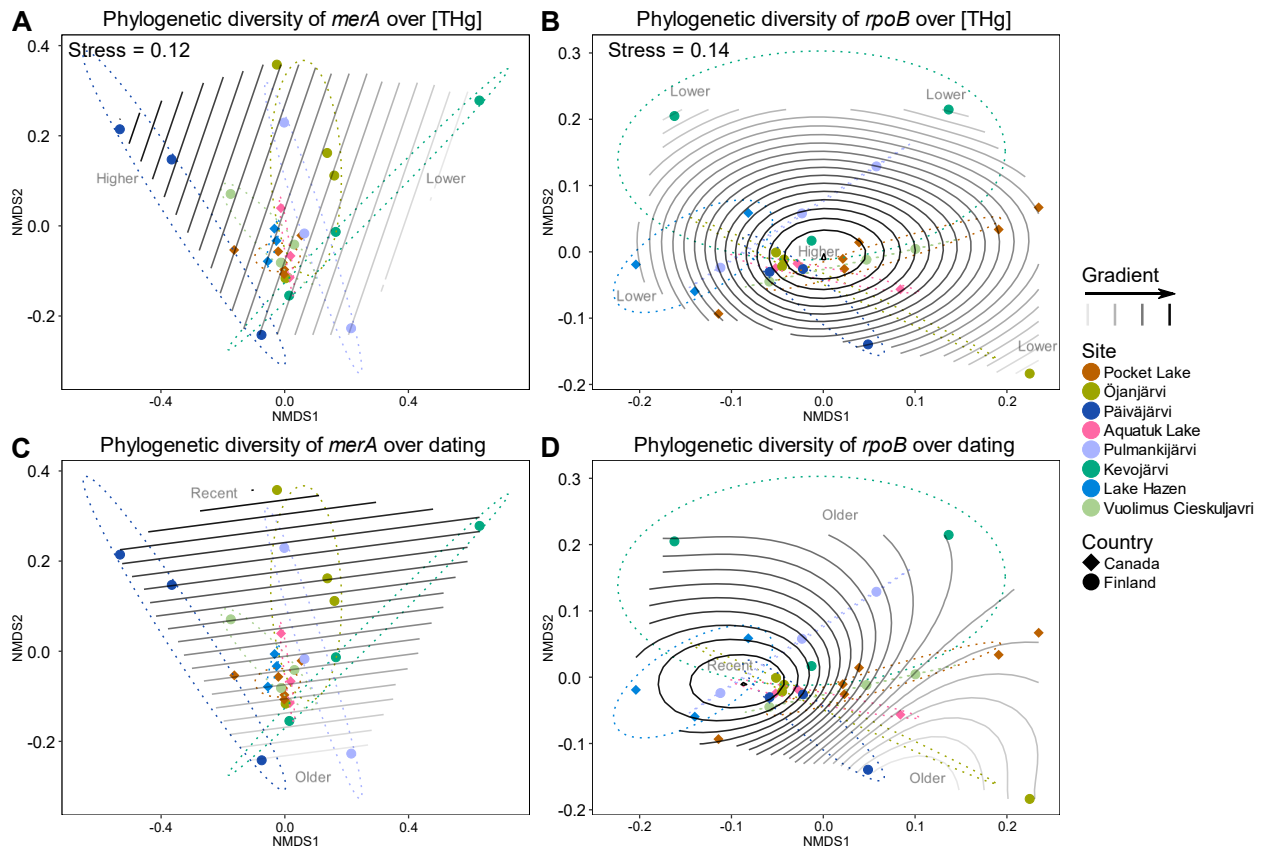 A
Phylogenetic diversity of merA over [THg]
Stress = 0.12
Higher
Lower
0.4
0.2
0.0
-0.2
NMDS2
-0.4
0.0
0.4
NMDS1
B
Phylogenetic diversity of rpoB over [THg]
Stress = 0.14
Lower
Lower
Higher
Lower
Lower
0.3
0.2
0.1
0.0
-0.1
-0.2
NMDS2
-0.2
-0.1
0.0
0.1
0.2
NMDS1
C
Phylogenetic diversity of merA over dating
Recent
Older
0.4
0.2
0.0
-0.2
NMDS2
-0.4
0.0
0.4
NMDS1
D
Phylogenetic diversity of rpoB over dating
Older
Recent
Older
0.3
0.2
0.1
0.0
-0.1
-0.2
NMDS2
-0.2
-0.1
0.0
0.1
0.2
NMDS1
Gradient
Site
Pocket Lake
Öjanjärvi
Päiväjärvi
Aquatuk Lake
Pulmankijärvi
Kevojärvi
Lake Hazen
Vuolimus Cieskuljavri
Country
Canada
Finland